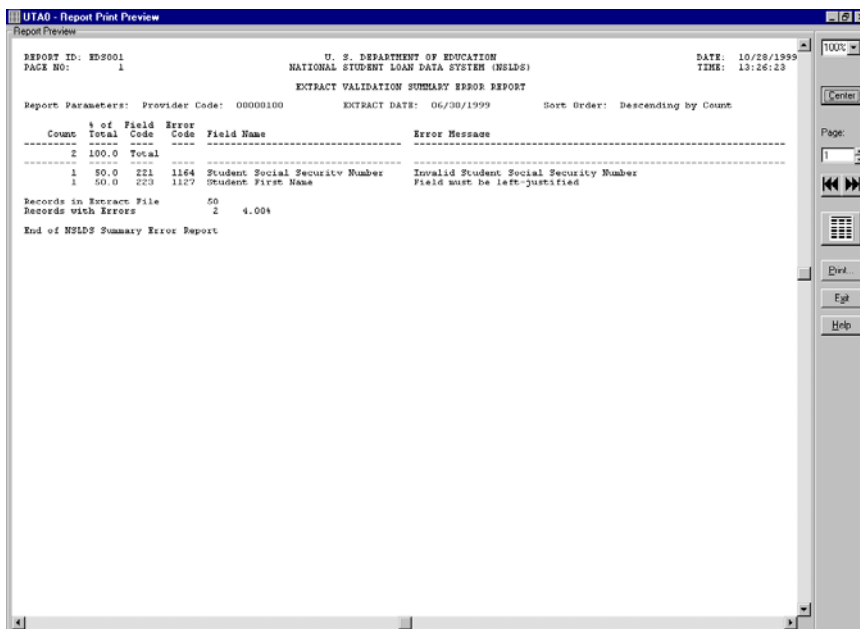 UTA0 - Report Print Preview
Report Preview
REPORT ID: EDS001 U. S. DEPARTMENT OF EDUCATION DATE: 10/28/1999
PAGE NO: 1 NATIONAL STUDENT LOAN DATA SYSTEM (NSLDS) TIME: 13:26:23
EXTRACT VALIDATION SUMMARY ERROR REPORT
Report Parameters: Provider Code: 00000100 EXTRACT DATE: 06/30/1999 Sort Order: Descending by Count
% of Field Error
Count Total Code Code Field Name Error Message
2 100.0 Total
1 50.0 221 1164 Student Social Security Number Invalid Student Social Security Number
1 50.0 223 1127 Student First Name Field must be left-justified
Records in Extract File 50
Records with Errors 2 4.00%
End of NSLDS Summary Error Report
100%
Center
Page:
1
Print...
Exit
Help